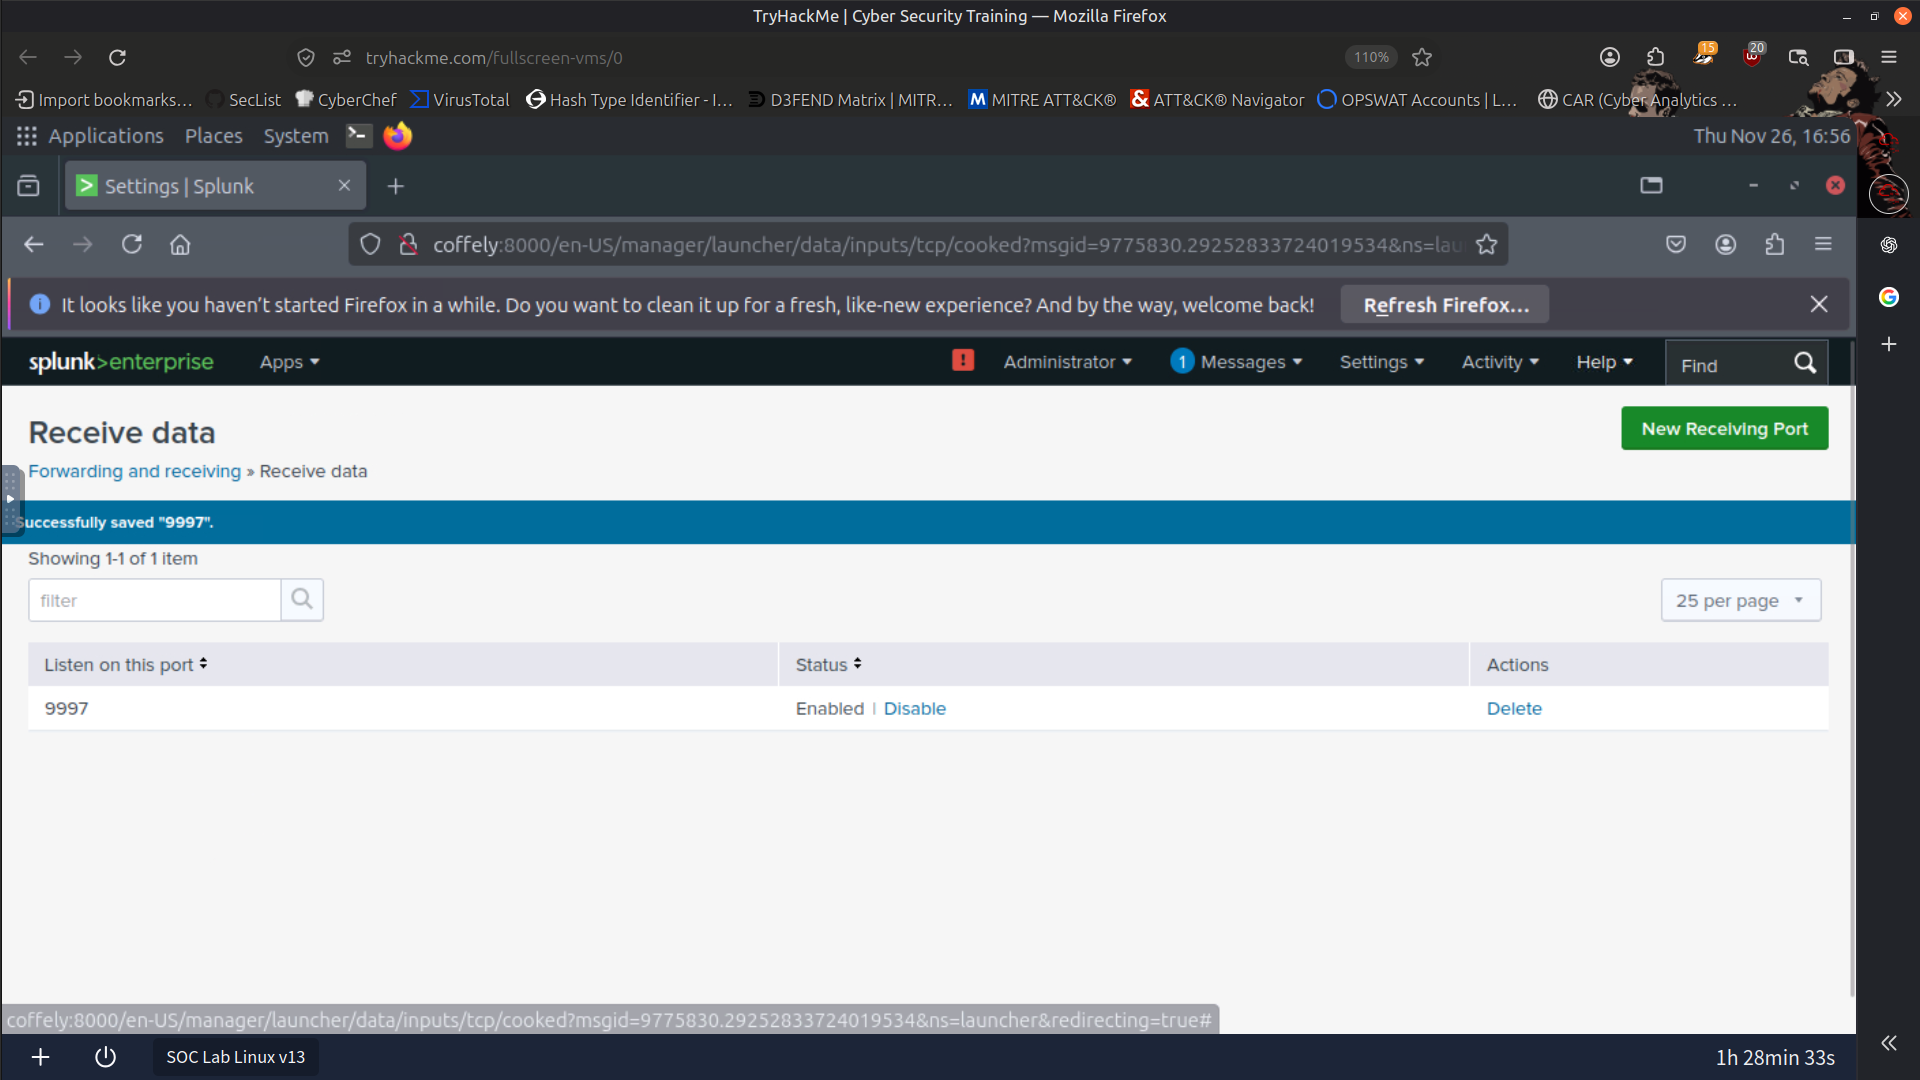 TryHackMe | Cyber Security Training — Mozilla Firefox
tryhackme.com/fullscreen-vms/0
110%
15
20
Import bookmarks…
SecList
CyberChef
VirusTotal
Hash Type Identifier - I…
D3FEND Matrix | MITR…
MITRE ATT&CK®
ATT&CK® Navigator
OPSWAT Accounts | L…
CAR (Cyber Analytics …
Applications
Places
System
Thu Nov 26, 16:56
Settings | Splunk
coffely:8000/en-US/manager/launcher/data/inputs/tcp/cooked?msgid=9775830.29252833724019534&ns=lau
It looks like you haven’t started Firefox in a while. Do you want to clean it up for a fresh, like-new experience? And by the way, welcome back!
Refresh Firefox…
splunk>enterprise
Apps
Administrator
1 Messages
Settings
Activity
Help
Find
Receive data
New Receiving Port
Forwarding and receiving » Receive data
Successfully saved "9997".
Showing 1-1 of 1 item
filter
25 per page
Listen on this port
Status
Actions
9997
Enabled | Disable
Delete
coffely:8000/en-US/manager/launcher/data/inputs/tcp/cooked?msgid=9775830.29252833724019534&ns=launcher&redirecting=true#
SOC Lab Linux v13
1h 28min 33s